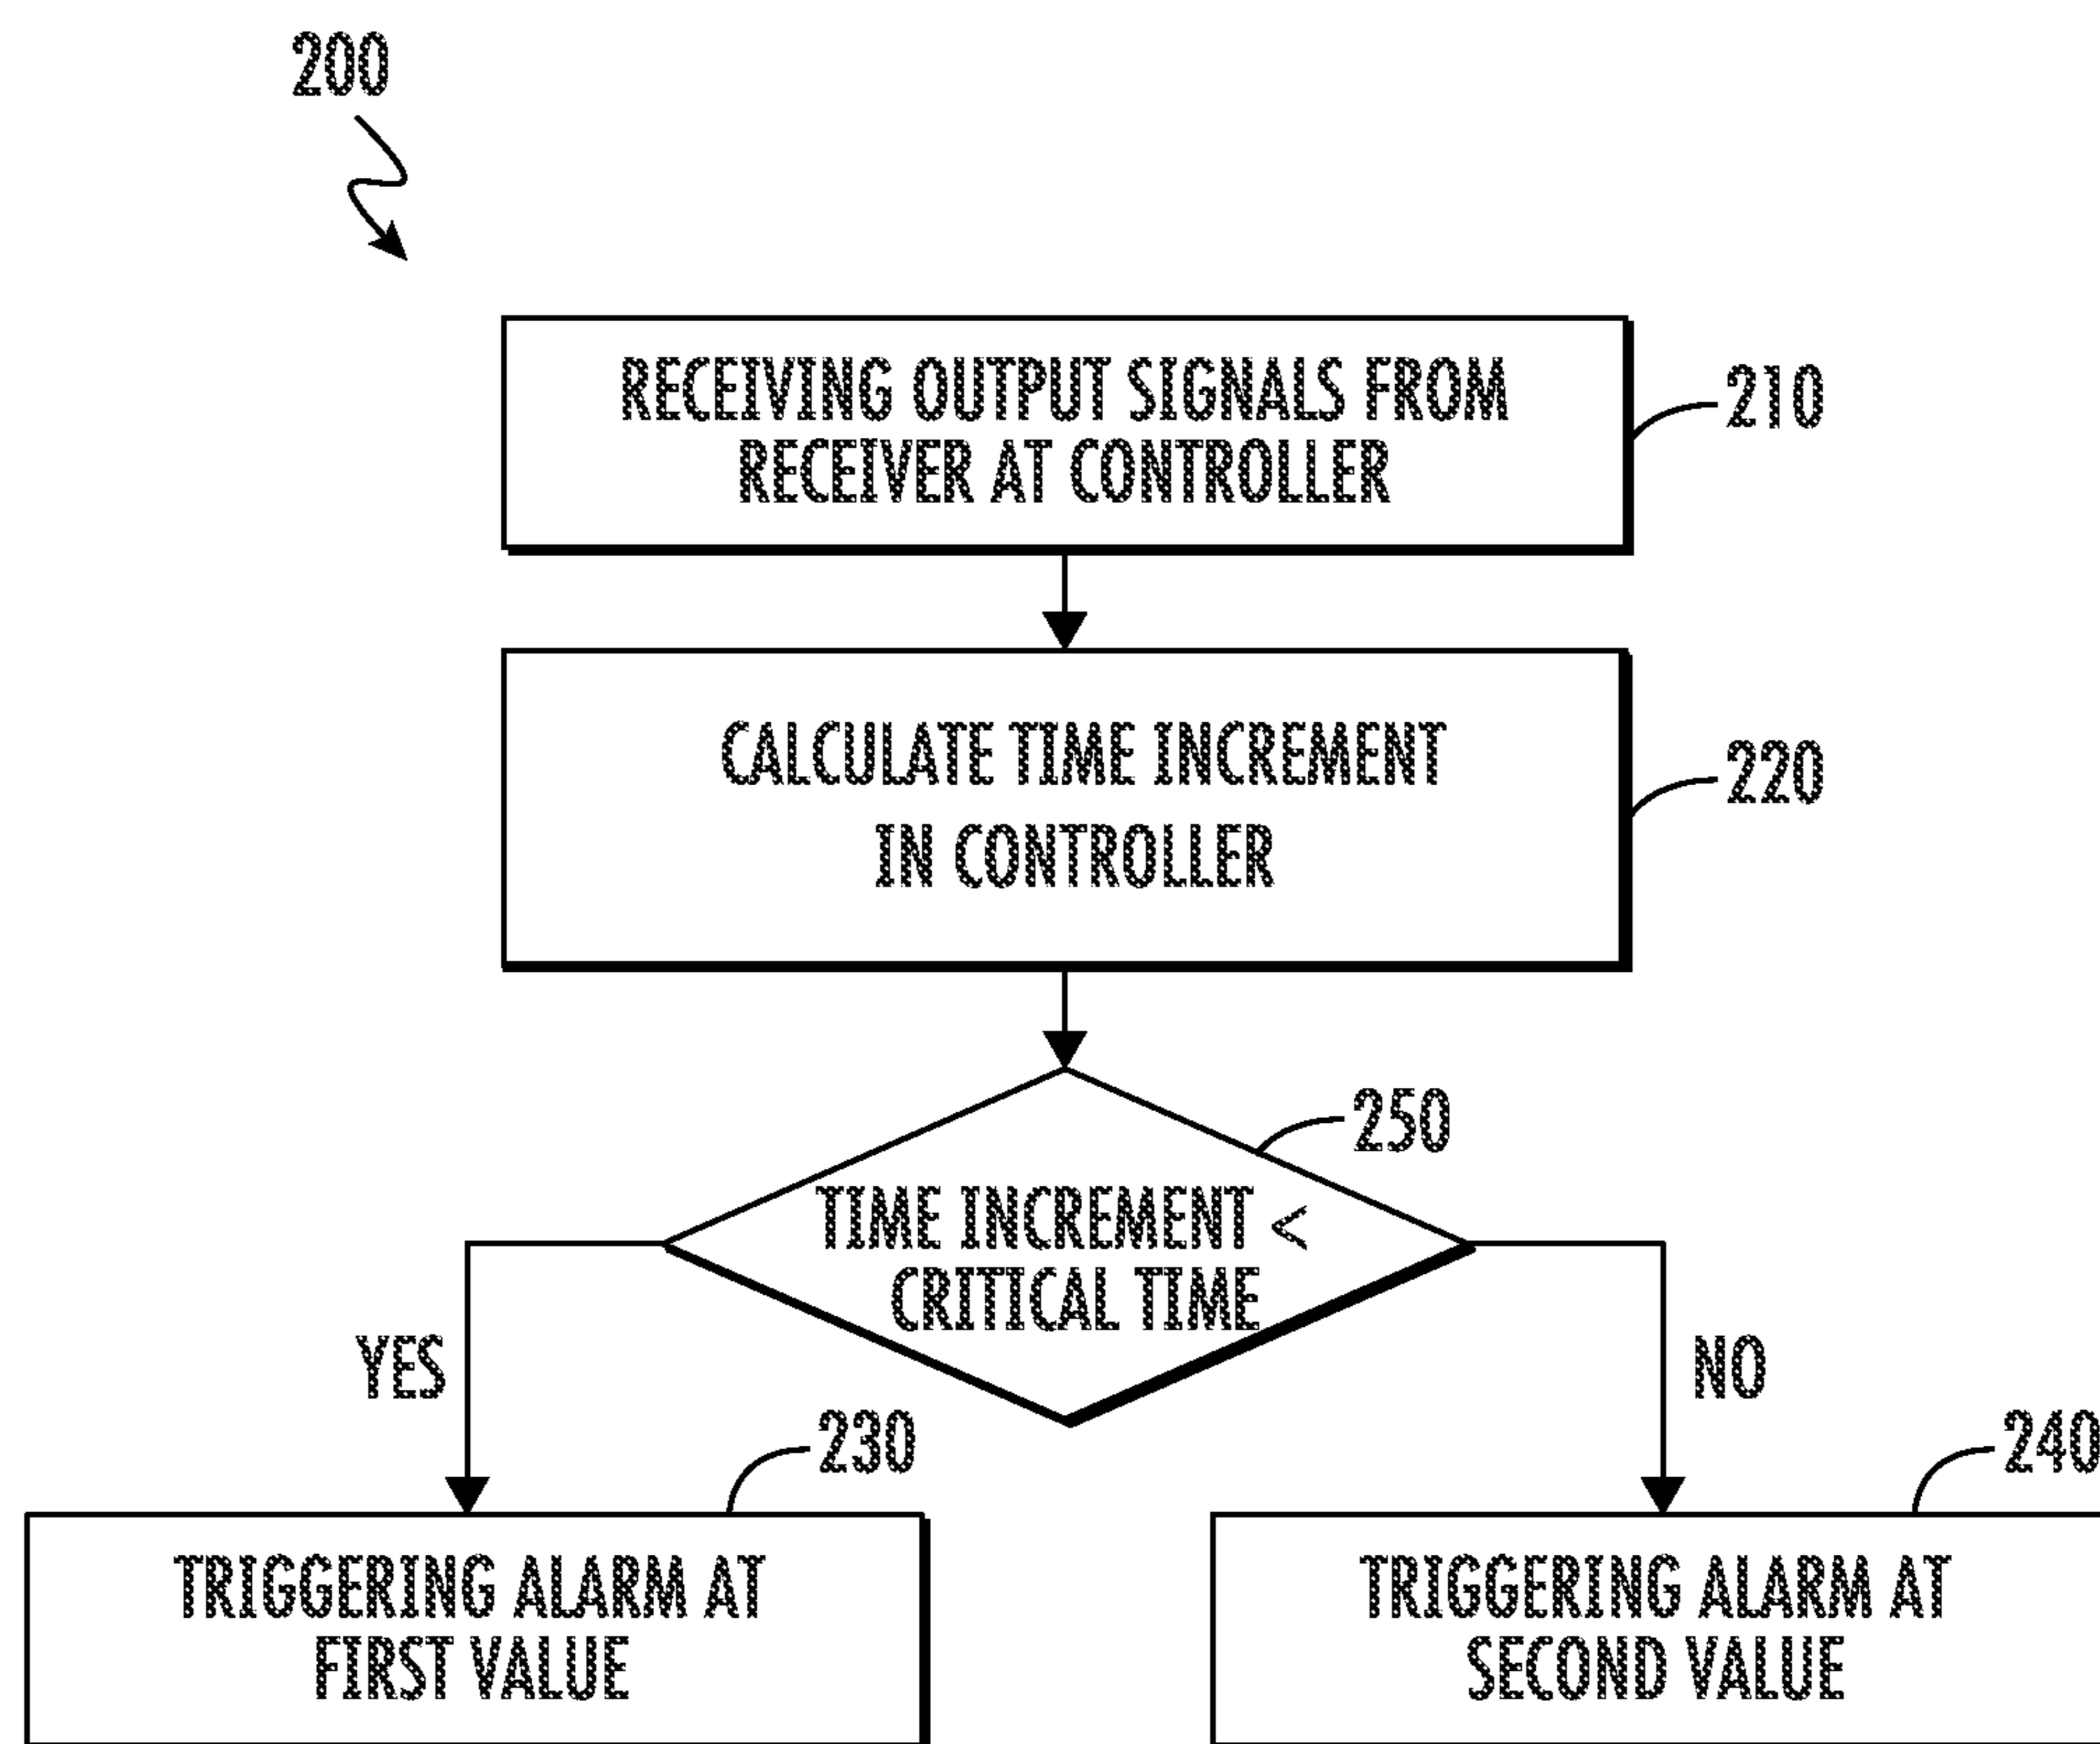 200
RECEIVING OUTPUT SIGNALS FROM
RECEIVER AT CONTROLLER
210
CALCULATE TIME INCREMENT
IN CONTROLLER
220
250
TIME INCREMENT <
CRITICAL TIME
YES
NO
230
240
TRIGGERING ALARM AT
FIRST VALUE
TRIGGERING ALARM AT
SECOND VALUE